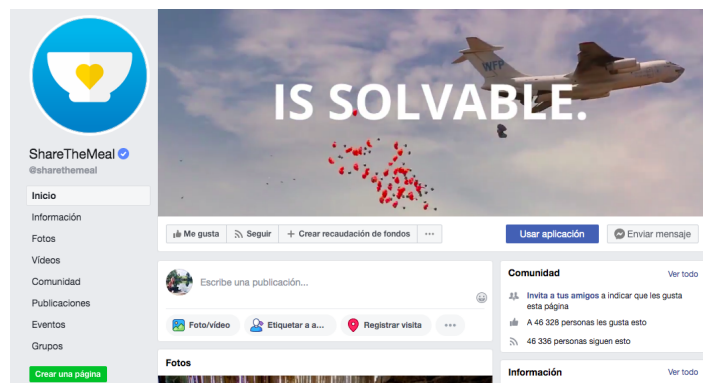 WFP
IS SOLVABLE.
ShareTheMeal
@sharethemeal
Inicio
Información
Fotos
Vídeos
Comunidad
Publicaciones
Eventos
Grupos
Crear una página
Me gusta
Seguir
+ Crear recaudación de fondos
Usar aplicación
Enviar mensaje
Escribe una publicación...
Foto/vídeo
Etiquetar a a...
Registrar visita
Fotos
Comunidad
Ver todo
Invita a tus amigos a indicar que les gusta
esta página
A 46 328 personas les gusta esto
46 336 personas siguen esto
Información
Ver todo